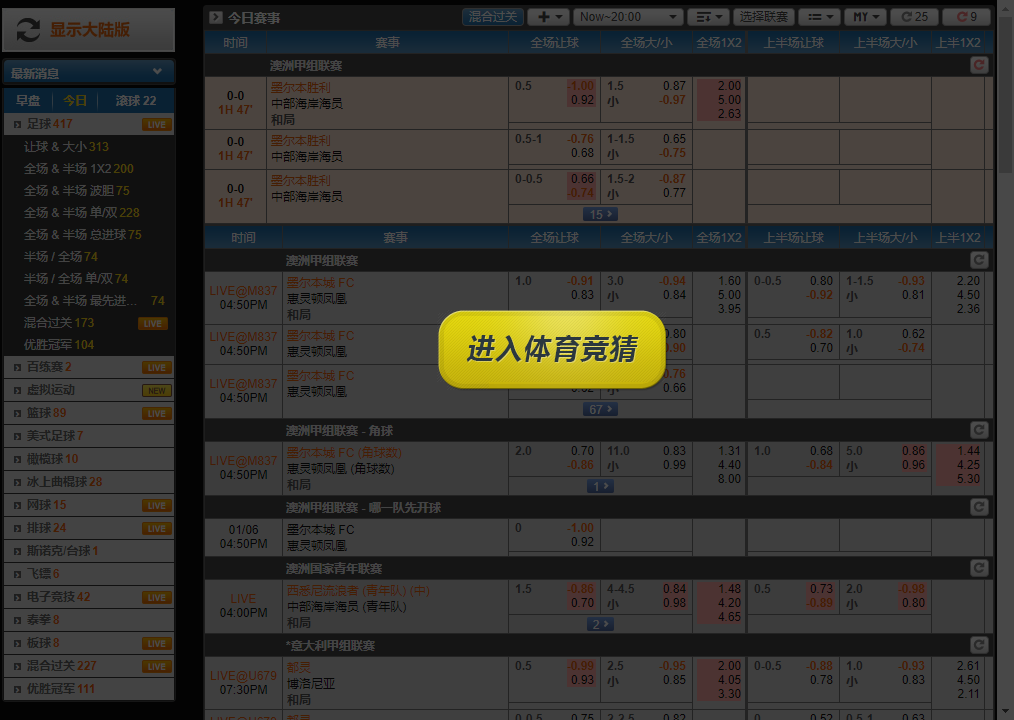 显示大陆版
最新消息
早盘 今日 滚球 22
足球 417 LIVE
让球 & 大小 313
全场 & 半场 1X2 200
全场 & 半场 波胆 75
全场 & 半场 单/双 228
全场 & 半场 总进球 75
半场 / 全场 74
半场 / 全场 单/双 74
全场 & 半场 最先进... 74
混合过关 173 LIVE
优胜冠军 104
百练赛 2 LIVE
虚拟运动 NEW
篮球 89 LIVE
美式足球 7
橄榄球 10
冰上曲棍球 28
网球 15 LIVE
排球 24 LIVE
斯诺克/台球 1
飞镖 6
电子竞技 42 LIVE
泰拳 8
板球 8 LIVE
混合过关 227 LIVE
优胜冠军 111
今日赛事 混合过关 Now~20:00 选择联赛 MY 25 9
时间 赛事 全场让球 全场大/小 全场1X2 上半场让球 上半场大/小 上半1X2
澳洲甲组联赛
0-0 墨尔本胜利 0.5 -1.00 1.5 0.87 2.00
1H 47' 中部海岸海员 0.92 小 -0.97 5.00
和局 2.63
0-0 墨尔本胜利 0.5-1 -0.76 1-1.5 0.65
1H 47' 中部海岸海员 0.68 小 -0.75
0-0 墨尔本胜利 0-0.5 0.66 1.5-2 -0.87
1H 47' 中部海岸海员 -0.74 小 0.77
15
时间 赛事 全场让球 全场大/小 全场1X2 上半场让球 上半场大/小 上半1X2
澳洲甲组联赛
LIVE@M837 墨尔本城 FC 1.0 -0.91 3.0 -0.94 1.60 0-0.5 0.80 1-1.5 -0.93 2.20
04:50PM 惠灵顿凤凰 0.83 小 0.84 5.00 -0.92 小 0.81 4.50
和局 3.95 2.36
LIVE@M837 墨尔本城 FC .80 0.5 -0.82 1.0 0.62
04:50PM 惠灵顿凤凰 .90 0.70 小 -0.74
进入体育竞猜
LIVE@M837 墨尔本城 FC .76
04:50PM 惠灵顿凤凰 0.66
67
澳洲甲组联赛 - 角球
LIVE@M837 墨尔本城 FC (角球数) 2.0 0.70 11.0 0.83 1.31 1.0 0.68 5.0 0.86 1.44
04:50PM 惠灵顿凤凰 (角球数) -0.86 小 0.99 4.40 -0.84 小 0.96 4.25
和局 8.00 5.30
1
澳洲甲组联赛 - 哪一队先开球
01/06 墨尔本城 FC 0 -1.00
04:50PM 惠灵顿凤凰 0.92
澳洲国家青年联赛
LIVE 西悉尼流浪者 (青年队) (中) 1.5 -0.86 4-4.5 0.84 1.48 0.5 0.73 2.0 -0.98
04:00PM 中部海岸海员 (青年队) 0.70 小 0.98 4.20 -0.89 小 0.80
和局 4.65
2
*意大利甲组联赛
LIVE@U679 都灵 0.5 -0.99 2.5 -0.95 2.00 0-0.5 -0.88 1.0 -0.93 2.61
07:30PM 博洛尼亚 0.93 小 0.85 4.05 0.78 小 0.83 4.50
和局 3.30 2.11
LIVE@U679 都灵 0-0.5 0.75 2-2.5 0.82 0 0.52 0.5-1 0.63